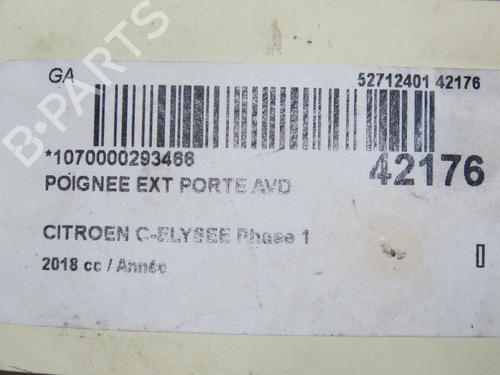 GA 52712401 42176
*1070000293466
42176
POIGNEE EXT PORTE AVD
CITROEN C-ELYSEE Phase 1
2018 cc / Année
B-PARTS